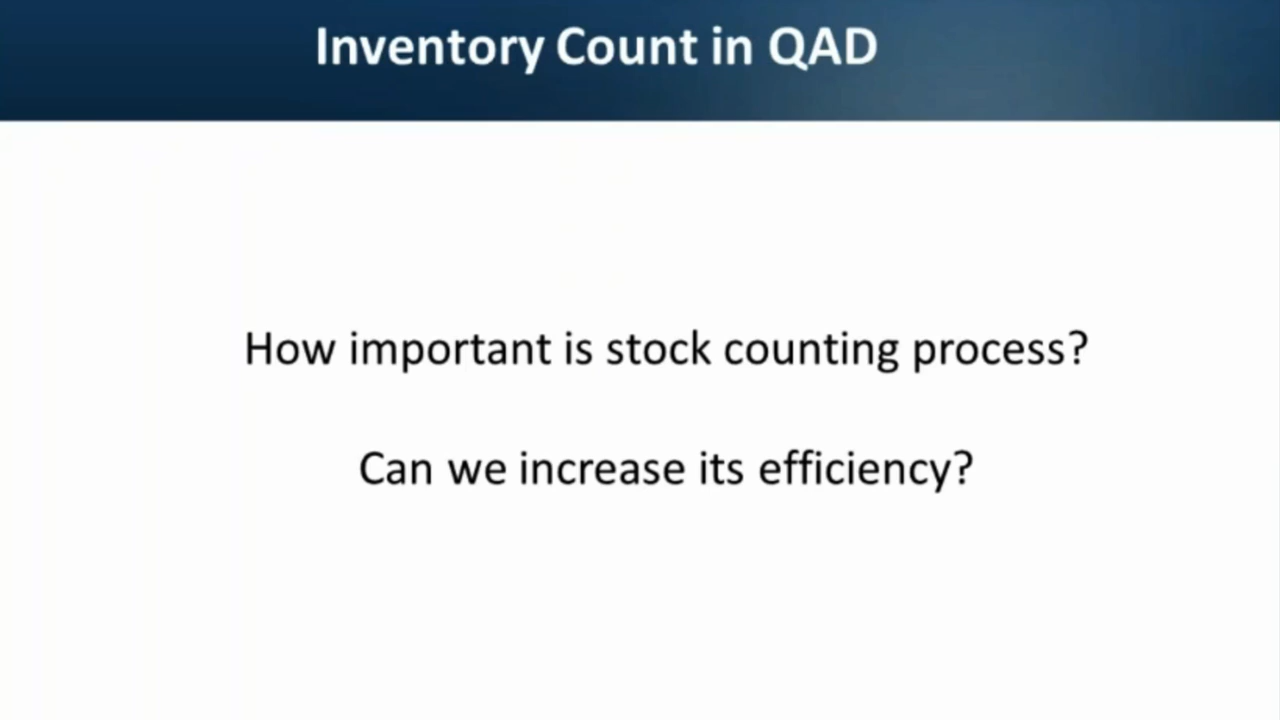 Inventory Count in QAD
How important is stock counting process?
Can we increase its efficiency?